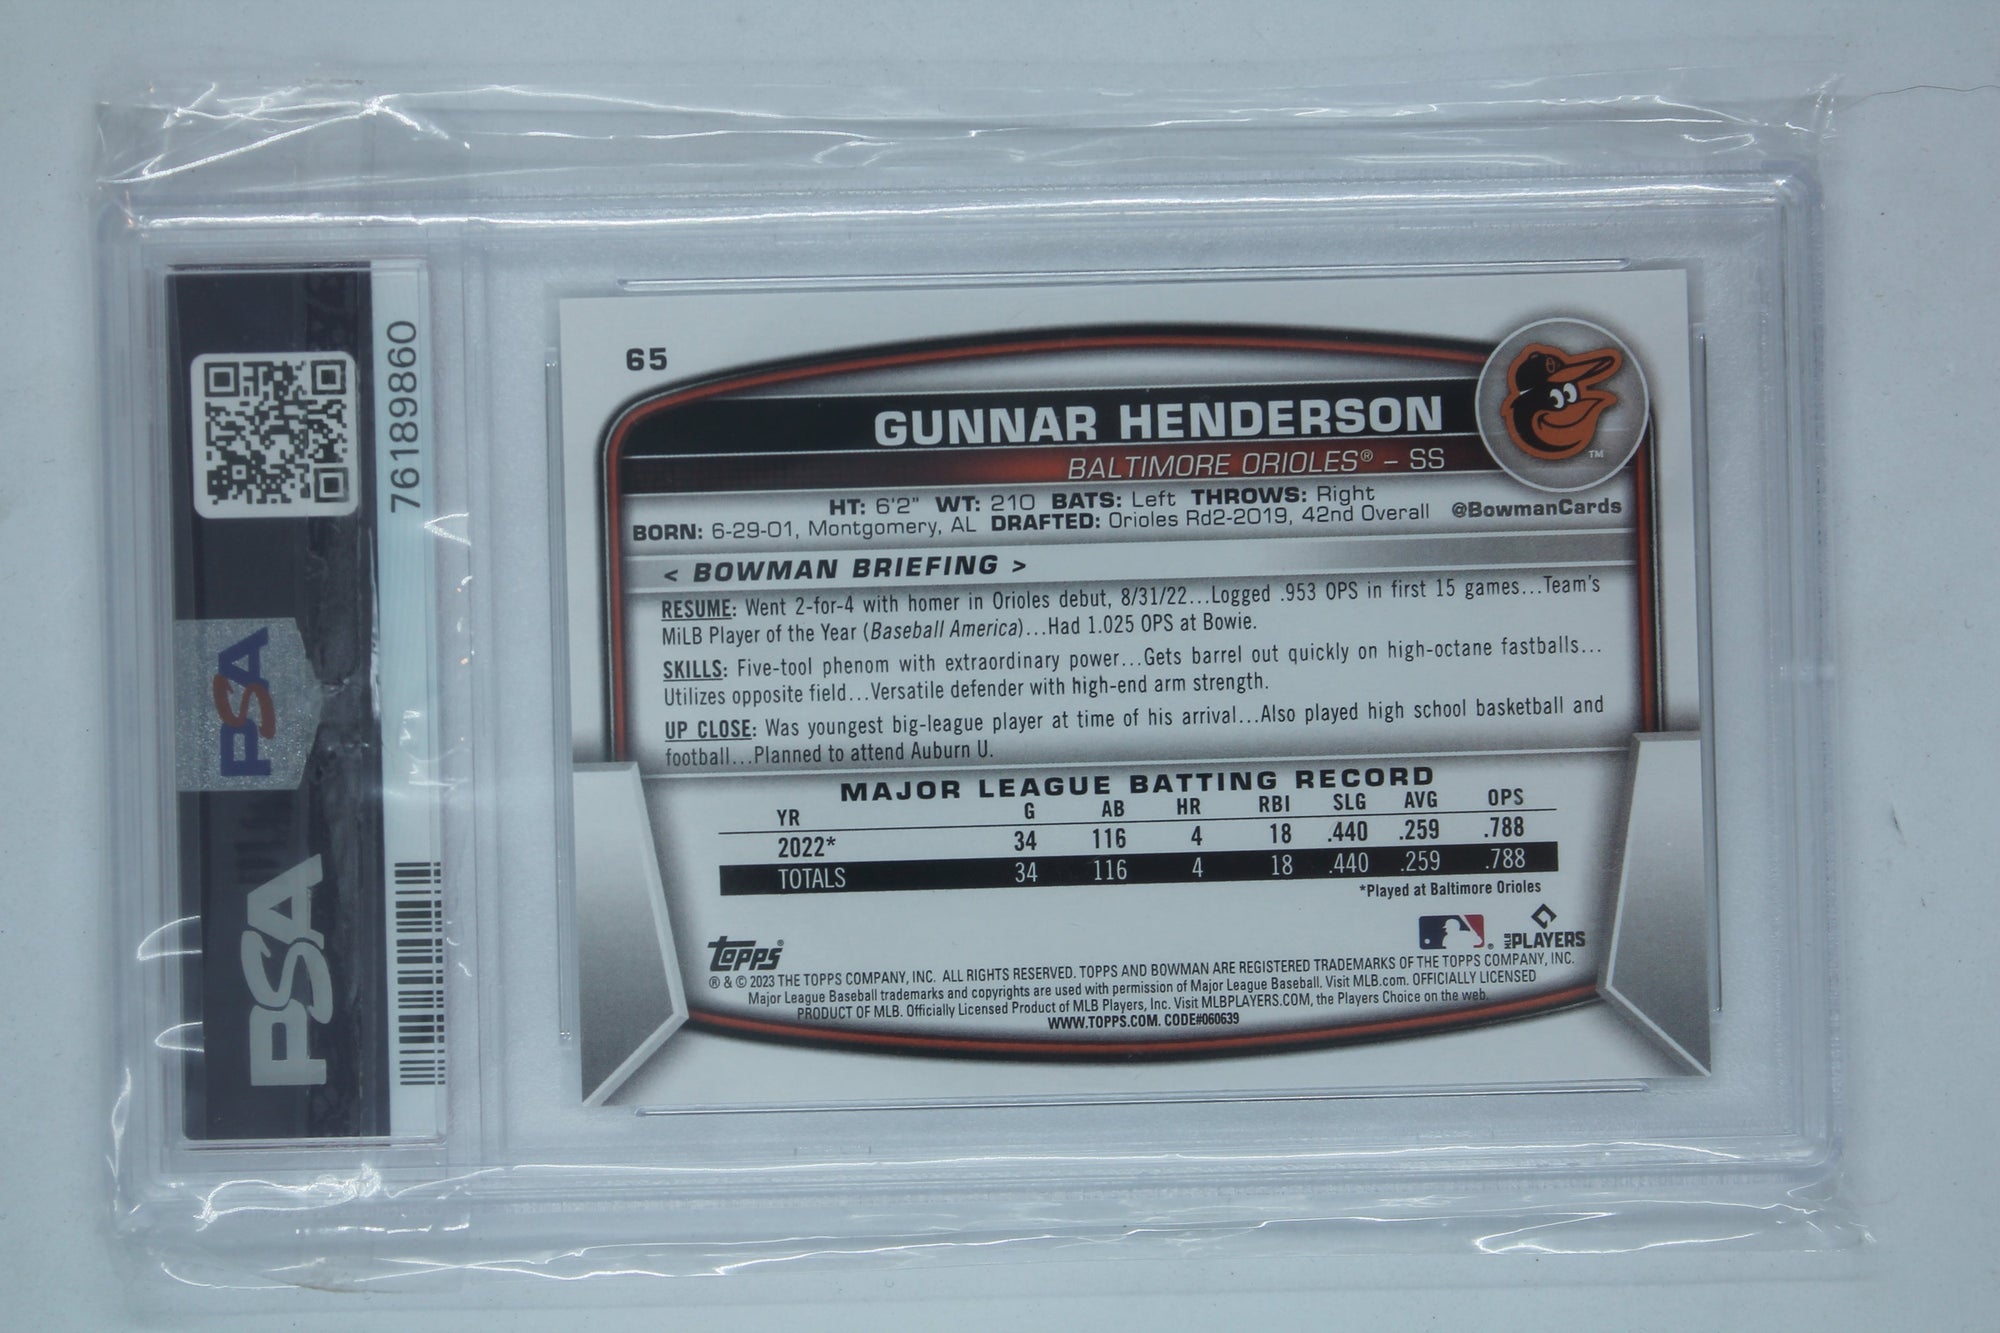 76189860
PSA
PSA
65
GUNNAR HENDERSON
BALTIMORE ORIOLES® – SS
TM
HT: 6'2" WT: 210 BATS: Left THROWS: Right
BORN: 6-29-01, Montgomery, AL DRAFTED: Orioles Rd2-2019, 42nd Overall
@BowmanCards
< BOWMAN BRIEFING >
RESUME: Went 2-for-4 with homer in Orioles debut, 8/31/22...Logged .953 OPS in first 15 games...Team's
MiLB Player of the Year (Baseball America)...Had 1.025 OPS at Bowie.
SKILLS: Five-tool phenom with extraordinary power...Gets barrel out quickly on high-octane fastballs...
Utilizes opposite field...Versatile defender with high-end arm strength.
UP CLOSE: Was youngest big-league player at time of his arrival...Also played high school basketball and
football...Planned to attend Auburn U.
MAJOR LEAGUE BATTING RECORD
YR G AB HR RBI SLG AVG OPS
2022* 34 116 4 18 .440 .259 .788
TOTALS 34 116 4 18 .440 .259 .788
*Played at Baltimore Orioles
Topps®
MLB PLAYERS
® & © 2023 THE TOPPS COMPANY, INC. ALL RIGHTS RESERVED. TOPPS AND BOWMAN ARE REGISTERED TRADEMARKS OF THE TOPPS COMPANY, INC.
Major League Baseball trademarks and copyrights are used with permission of Major League Baseball. Visit MLB.com. OFFICIALLY LICENSED
PRODUCT OF MLB. Officially Licensed Product of MLB Players, Inc. Visit MLBPLAYERS.COM, the Players Choice on the web.
WWW.TOPPS.COM. CODE#060639